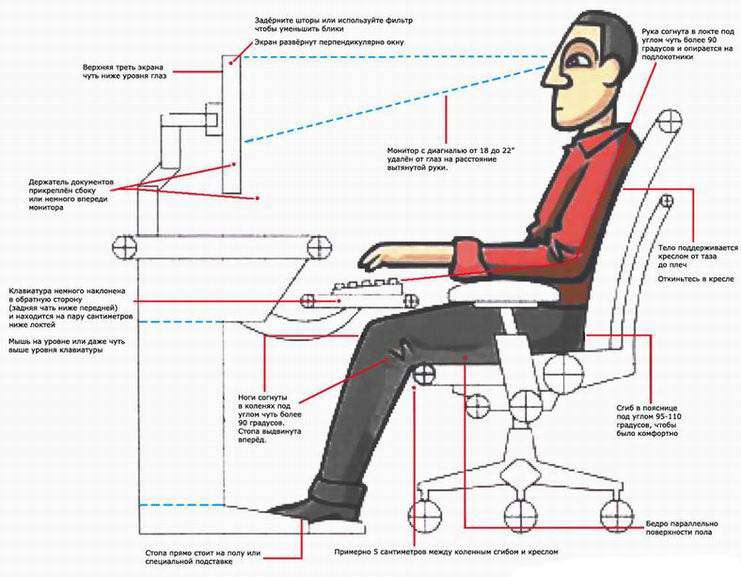 Задёрните шторы или используйте фильтр
чтобы уменьшить блики
Экран развёрнут перпендикулярно окну
Рука согнута в локте под
углом чуть более 90
градусов и опирается на
подлокотники
Верхняя треть экрана
чуть ниже уровня глаз
Монитор с диагналью от 18 до 22"
удалён от глаз на расстояние
вытянутой руки.
Держатель документов
прикреплён сбоку
или немного впереди
монитора
Тело поддерживается
креслом от таза
до плеч
Откиньтесь в кресле
Клавиатура немного наклонена
в обратную сторону
(задняя чать ниже передней)
и находится на пару сантиметров
ниже локтей
Мышь на уровне или даже чуть
выше уровня клавиатуры
Ноги согнуты
в коленях под
углом чуть более
90 градусов.
Стопа выдвинута
вперёд.
Сгиб в пояснице
под углом 95-110
градусов, чтобы
было комфортно
Бедро параллельно
поверхности пола
Стопа прямо стоит на полу или
специальной подставке
Примерно 5 сантиметров между коленным сгибом и креслом